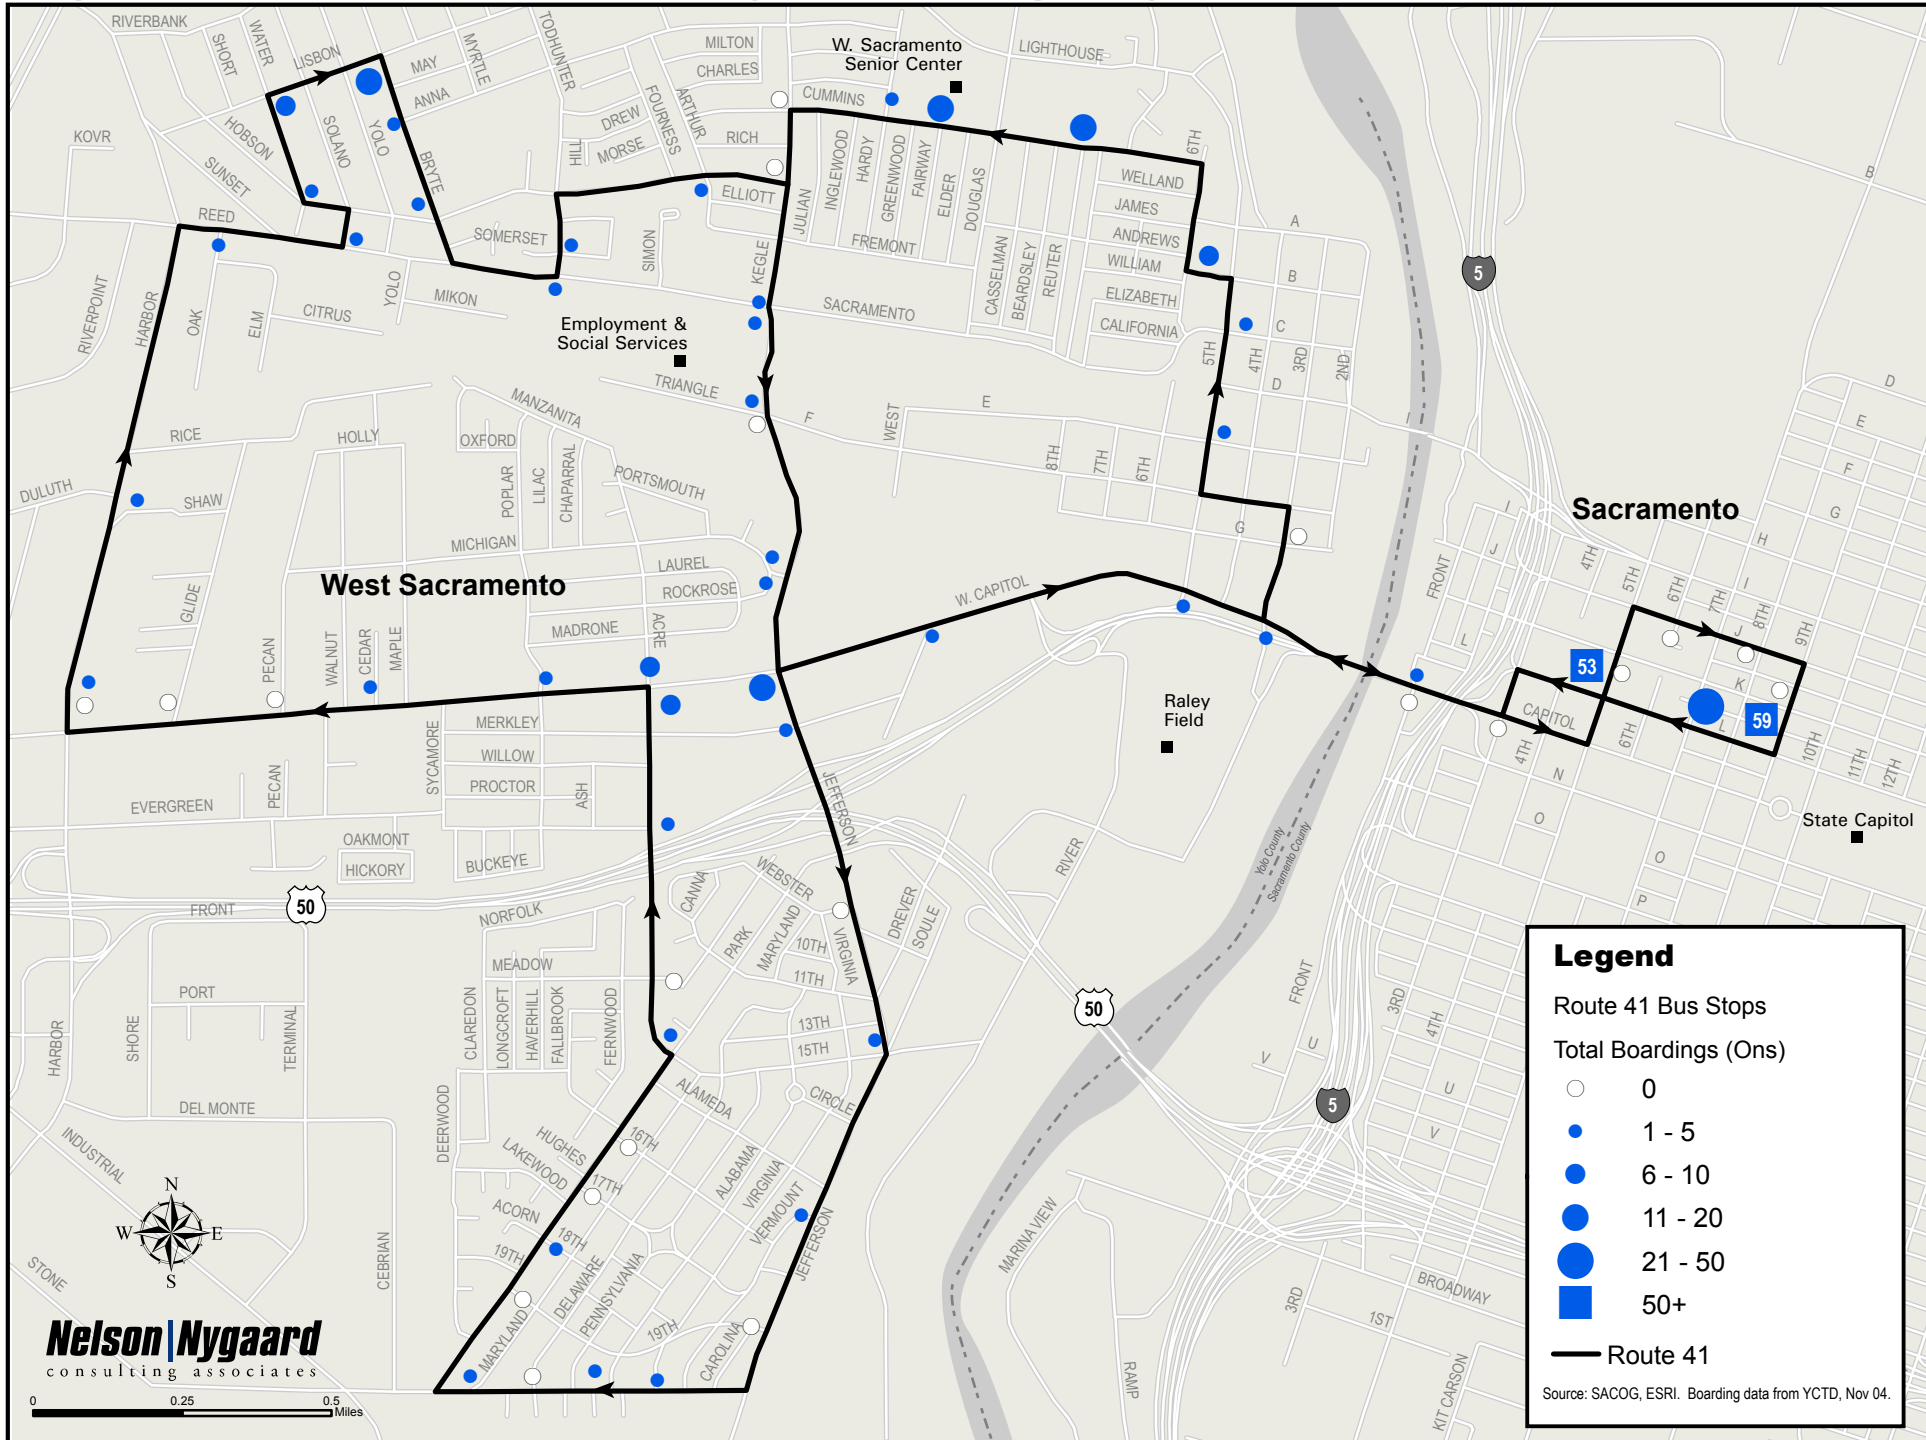 RIVERBANK
SHORT
WATER
LISBON
MAY
MYRTLE
TODHUNTER
ANNA
MILTON
CHARLES
W. Sacramento
Senior Center
LIGHTHOUSE
CUMMINS
KOVR
HOBSON
SUNSET
SOLANO
YOLO
BRYTE
HILL
DREW
MORSE
FOURNESS
ARTHUR
RICH
ELLIOTT
JULIAN
INGLEWOOD
HARDY
GREENWOOD
FAIRWAY
ELDER
DOUGLAS
6TH
WELLAND
JAMES
ANDREWS
WILLIAM
ELIZABETH
CALIFORNIA
A
B
C
D
B
5
REED
SOMERSET
SIMON
KEGLE
FREMONT
CASSELMAN
BEARDSLEY
REUTER
SACRAMENTO
RIVERPOINT
HARBOR
OAK
ELM
CITRUS
YOLO
MIKON
Employment &
Social Services
TRIANGLE
F
WEST
E
5TH
4TH
3RD
2ND
I
D
E
F
G
H
I
RICE
HOLLY
MANZANITA
OXFORD
POPLAR
LILAC
CHAPARRAL
PORTSMOUTH
8TH
7TH
6TH
G
DULUTH
SHAW
MICHIGAN
LAUREL
ROCKROSE
MADRONE
ACRE
West Sacramento
Sacramento
GLIDE
PECAN
WALNUT
CEDAR
MAPLE
W. CAPITOL
FRONT
I
J
L
4TH
5TH
6TH
7TH
8TH
9TH
J
K
L
53
59
CAPITOL
4TH
6TH
N
10TH
11TH
12TH
O
O
P
State Capitol
Raley
Field
MERKLEY
WILLOW
PROCTOR
SYCAMORE
ASH
PECAN
EVERGREEN
OAKMONT
HICKORY
BUCKEYE
JEFFERSON
RIVER
Yolo County
Sacramento County
FRONT
50
NORFOLK
CANNA
WEBSTER
PARK
MARYLAND
10TH
11TH
VIRGINIA
DREVER
SOULE
MEADOW
PORT
SHORE
TERMINAL
HARBOR
CLAREDON
LONGCROFT
HAVERHILL
FALLBROOK
FERNWOOD
13TH
15TH
50
FRONT
3RD
4TH
V
U
U
V
5
DEL MONTE
INDUSTRIAL
DEERWOOD
ALAMEDA
CIRCLE
HUGHES
LAKEWOOD
16TH
17TH
ACORN
18TH
19TH
ALABAMA
VIRGINIA
VERMOUNT
JEFFERSON
DELAWARE
PENNSYLVANIA
MARYLAND
19TH
CAROLINA
STONE
CEBRIAN
MARINA VIEW
RAMP
3RD
BROADWAY
1ST
KIT CARSON
N
W
E
S
Nelson|Nygaard
consulting associates
0 0.25 0.5
Miles
Legend
Route 41 Bus Stops
Total Boardings (Ons)
0
1 - 5
6 - 10
11 - 20
21 - 50
50+
Route 41
Source: SACOG, ESRI. Boarding data from YCTD, Nov 04.